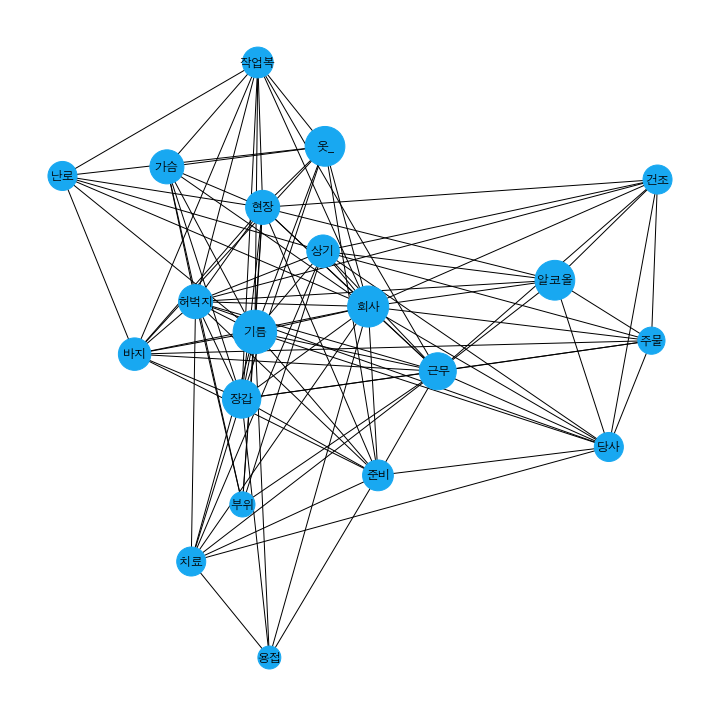 작업복
옷_
가슴
난로
건조
현장
상기
알코올
허벅지
회사
기름
주물
바지
근무
장갑
당사
준비
부위
치료
용접